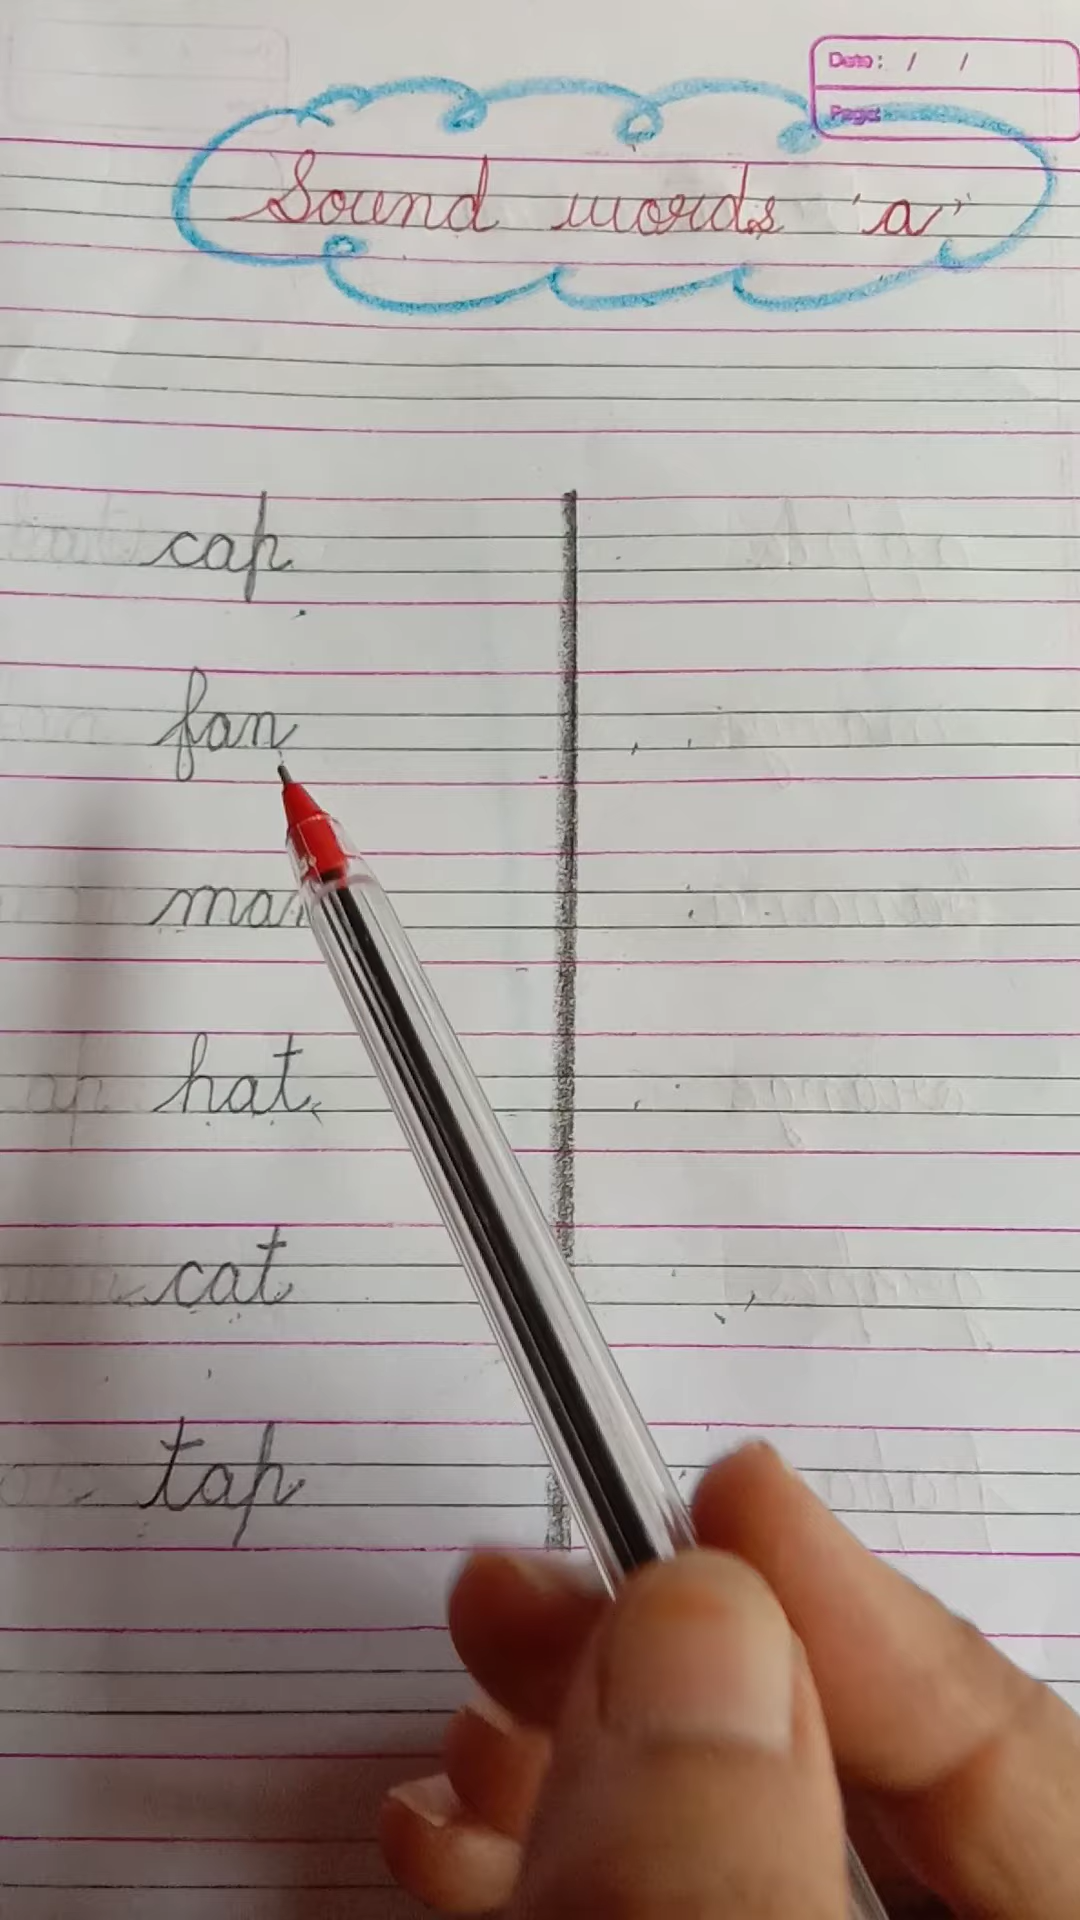 Date: / /
Page:
Sound words 'a'
cap
fan
hat
cat
tap